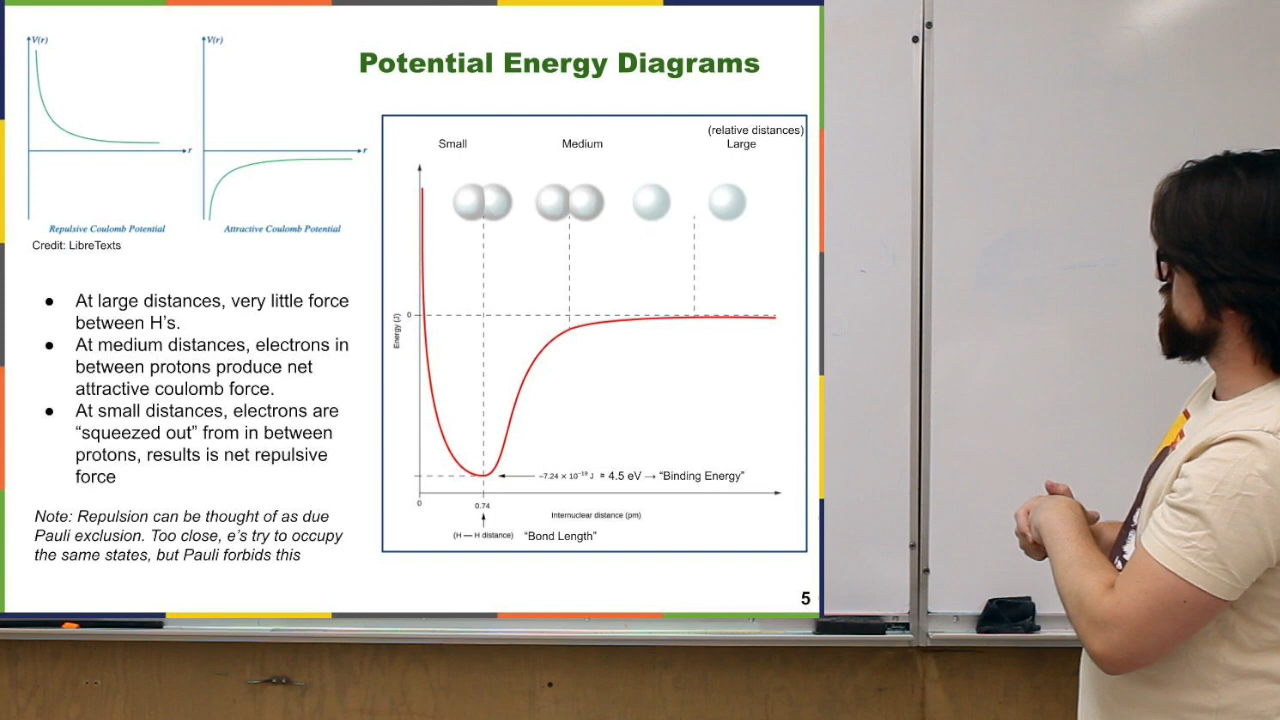 Potential Energy Diagrams
V(r)
r
Repulsive Coulomb Potential
V(r)
r
Attractive Coulomb Potential
Credit: LibreTexts
● At large distances, very little force
between H’s.
● At medium distances, electrons in
between protons produce net
attractive coulomb force.
● At small distances, electrons are
“squeezed out” from in between
protons, results is net repulsive
force
Note: Repulsion can be thought of as due
Pauli exclusion. Too close, e’s try to occupy
the same states, but Pauli forbids this
(relative distances)
Small Medium Large
0
Energy (J)
–7.24 × 10⁻¹⁹ J = 4.5 eV → “Binding Energy”
0 0.74
Internuclear distance (pm)
(H — H distance) “Bond Length”
5